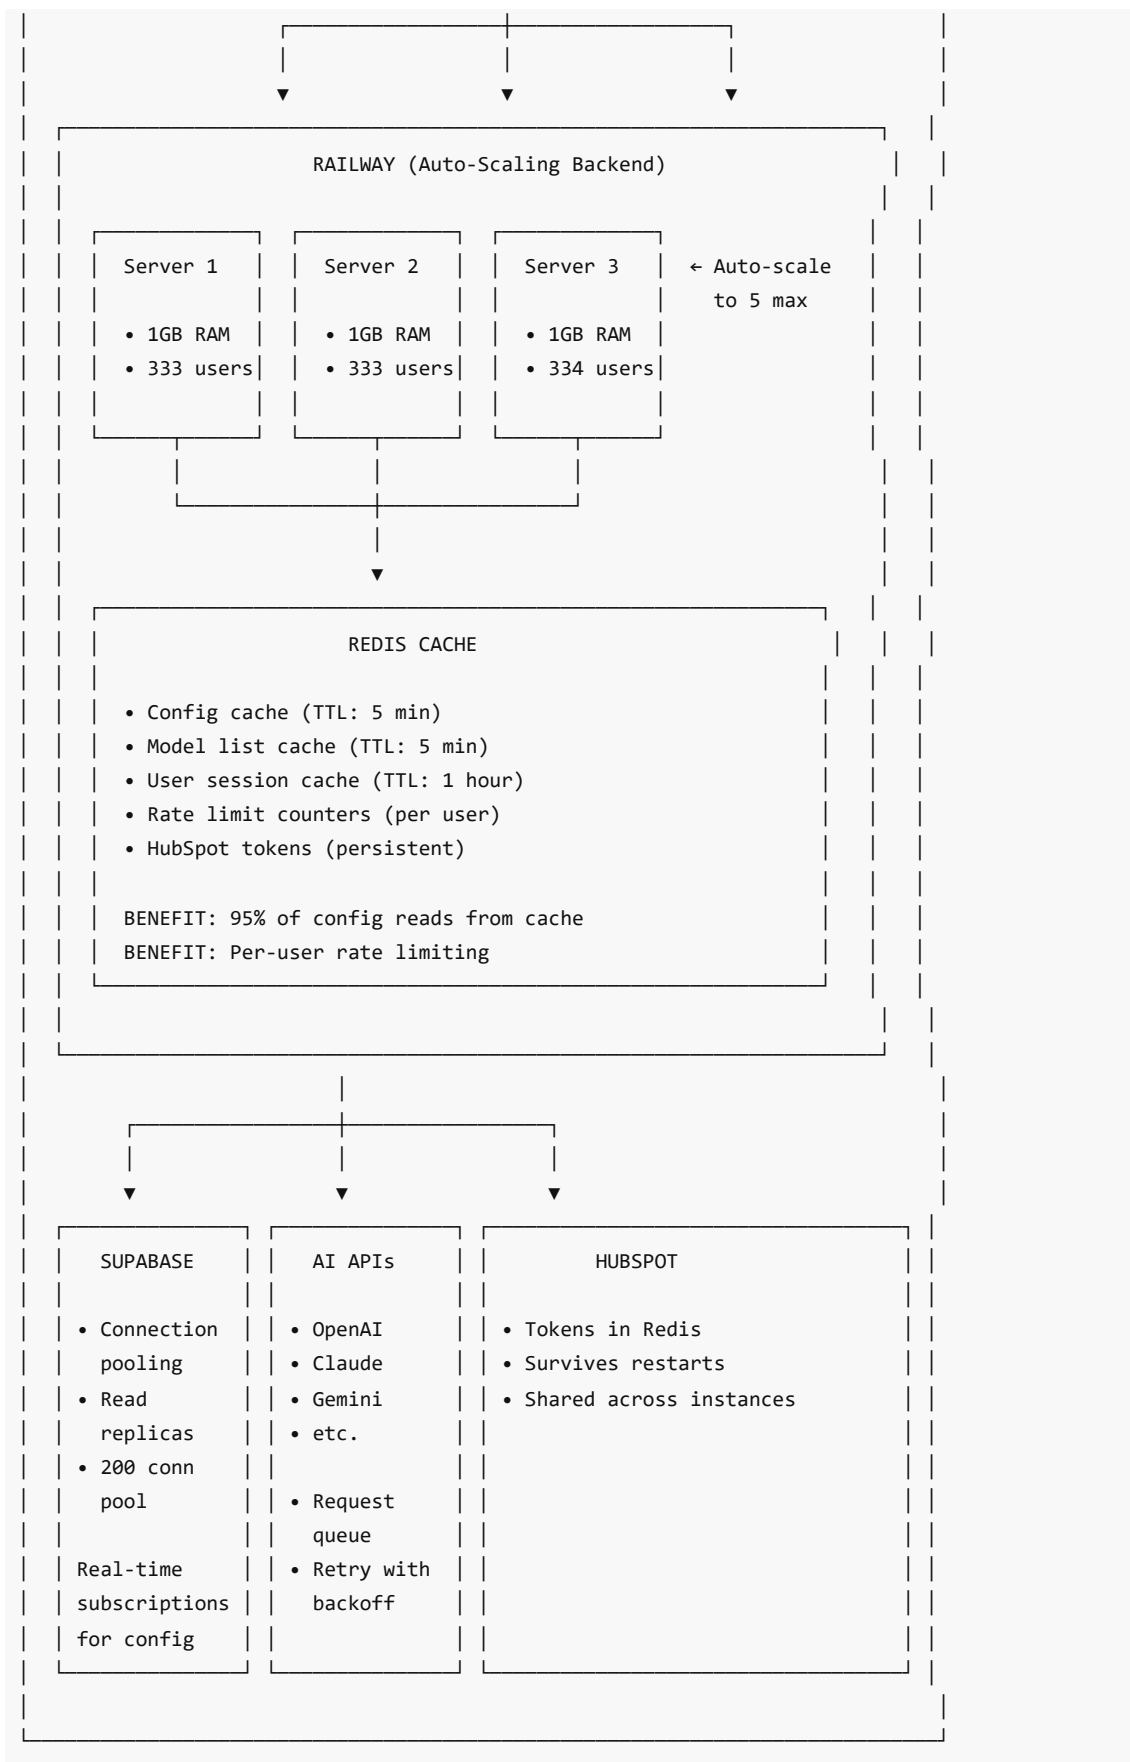 RAILWAY (Auto-Scaling Backend)
Server 1 Server 2 Server 3 ← Auto-scale
to 5 max
• 1GB RAM • 1GB RAM • 1GB RAM
• 333 users • 333 users • 334 users
REDIS CACHE
• Config cache (TTL: 5 min)
• Model list cache (TTL: 5 min)
• User session cache (TTL: 1 hour)
• Rate limit counters (per user)
• HubSpot tokens (persistent)
BENEFIT: 95% of config reads from cache
BENEFIT: Per-user rate limiting
SUPABASE AI APIs HUBSPOT
• Connection • OpenAI • Tokens in Redis
pooling • Claude • Survives restarts
• Read • Gemini • Shared across instances
replicas • etc.
• 200 conn
pool • Request
queue
Real-time • Retry with
subscriptions backoff
for config